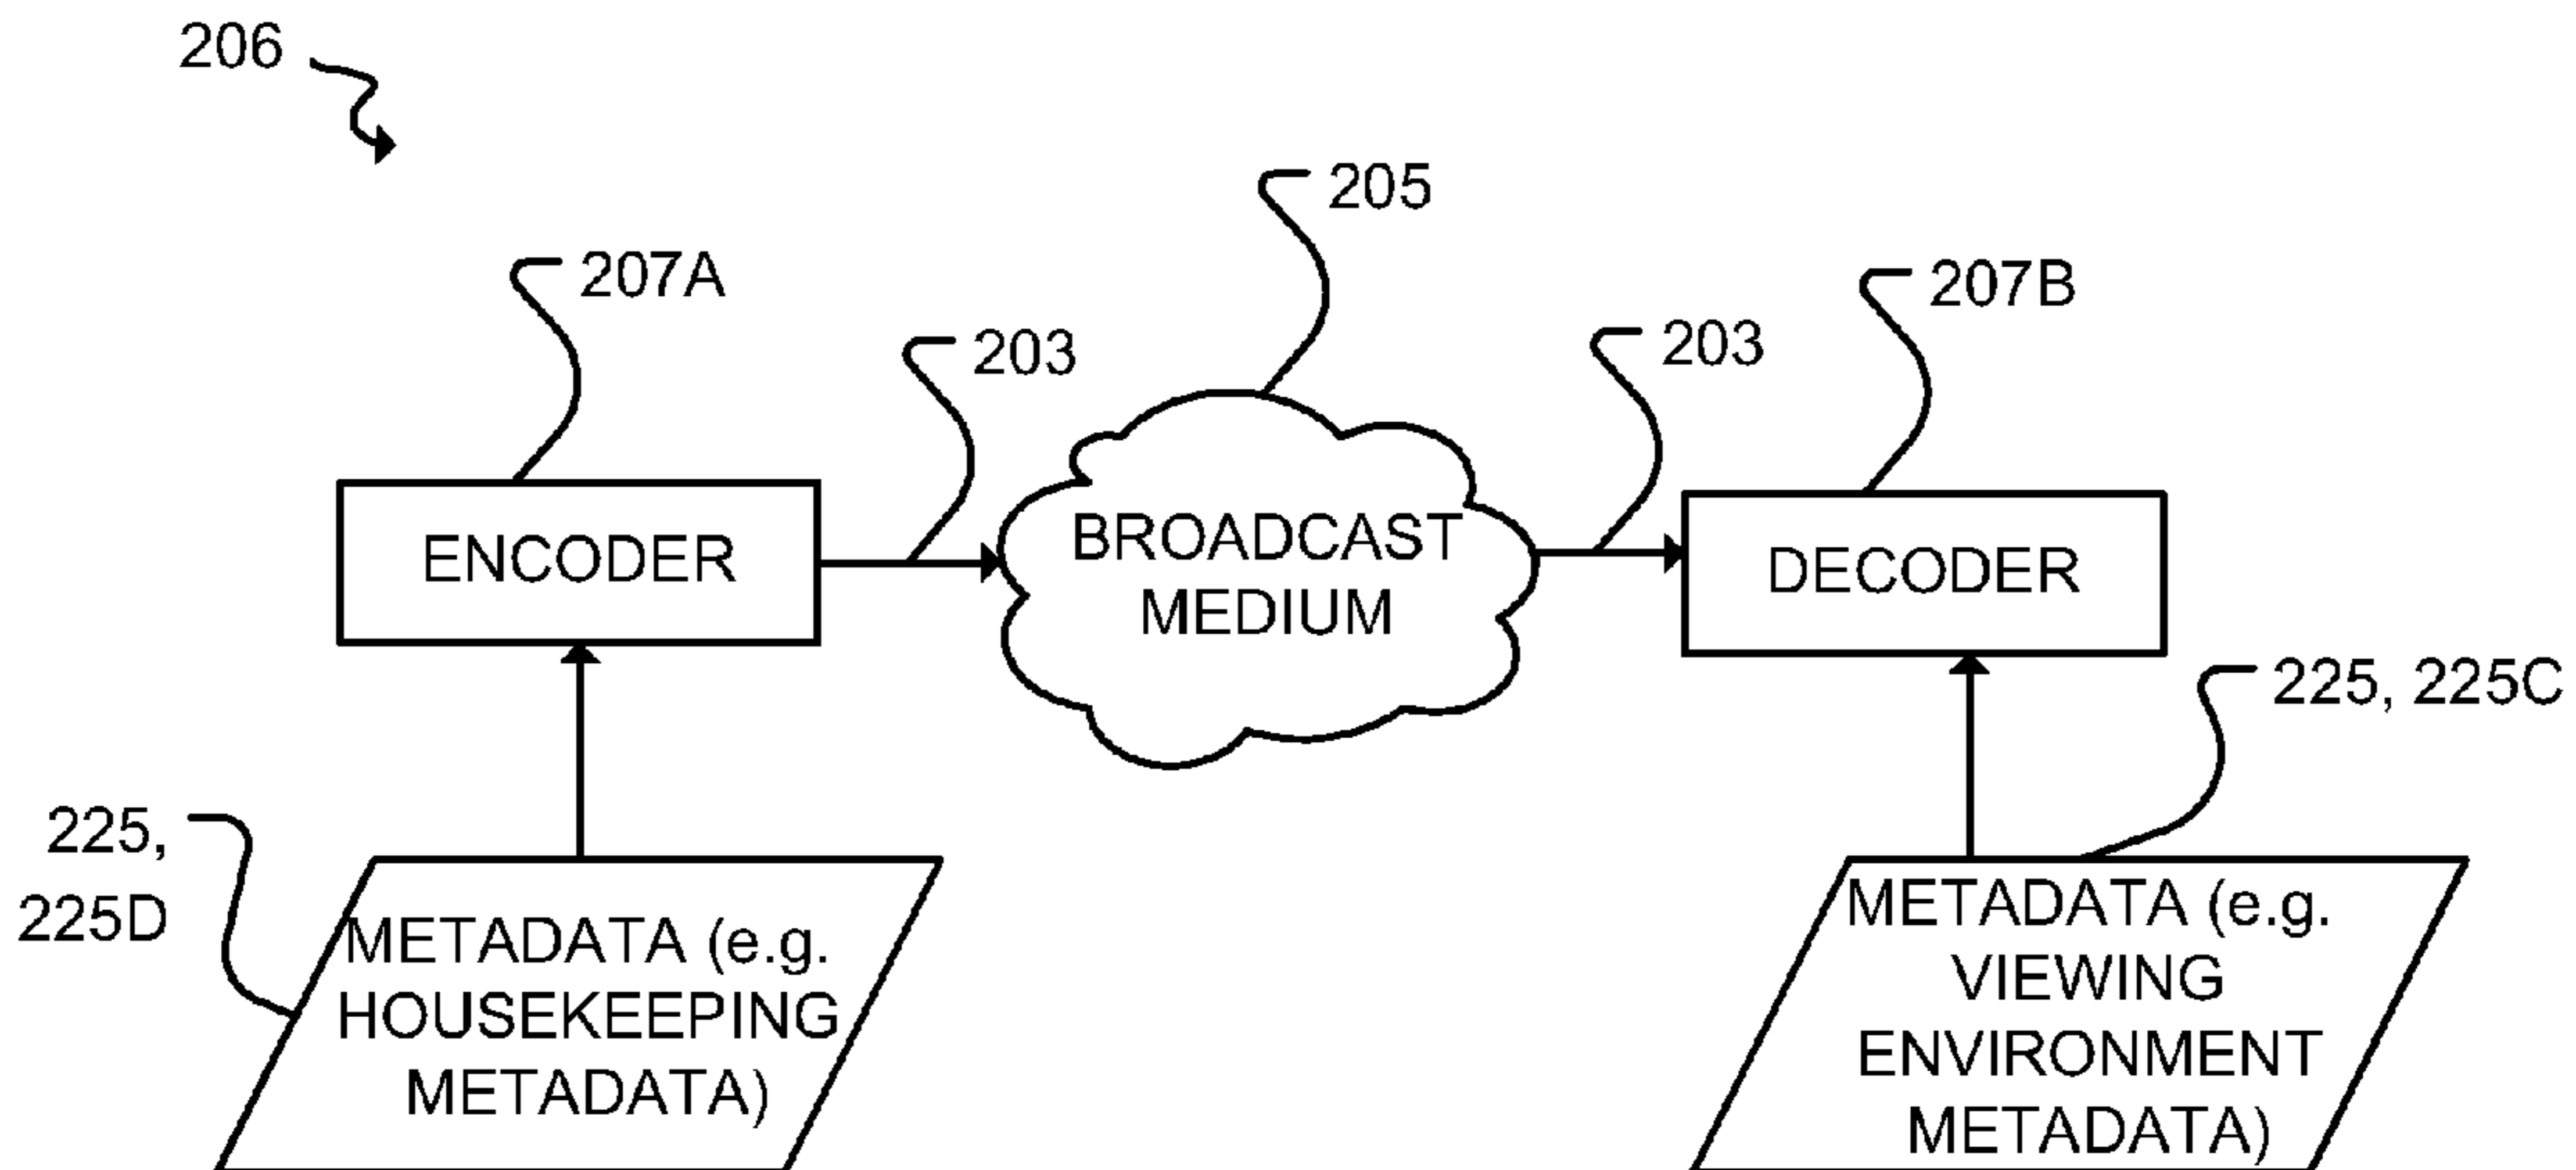 206
205
207A
207B
203
203
ENCODER
BROADCAST
MEDIUM
DECODER
225, 225C
225,
225D
METADATA (e.g.
HOUSEKEEPING
METADATA)
METADATA (e.g.
VIEWING
ENVIRONMENT
METADATA)